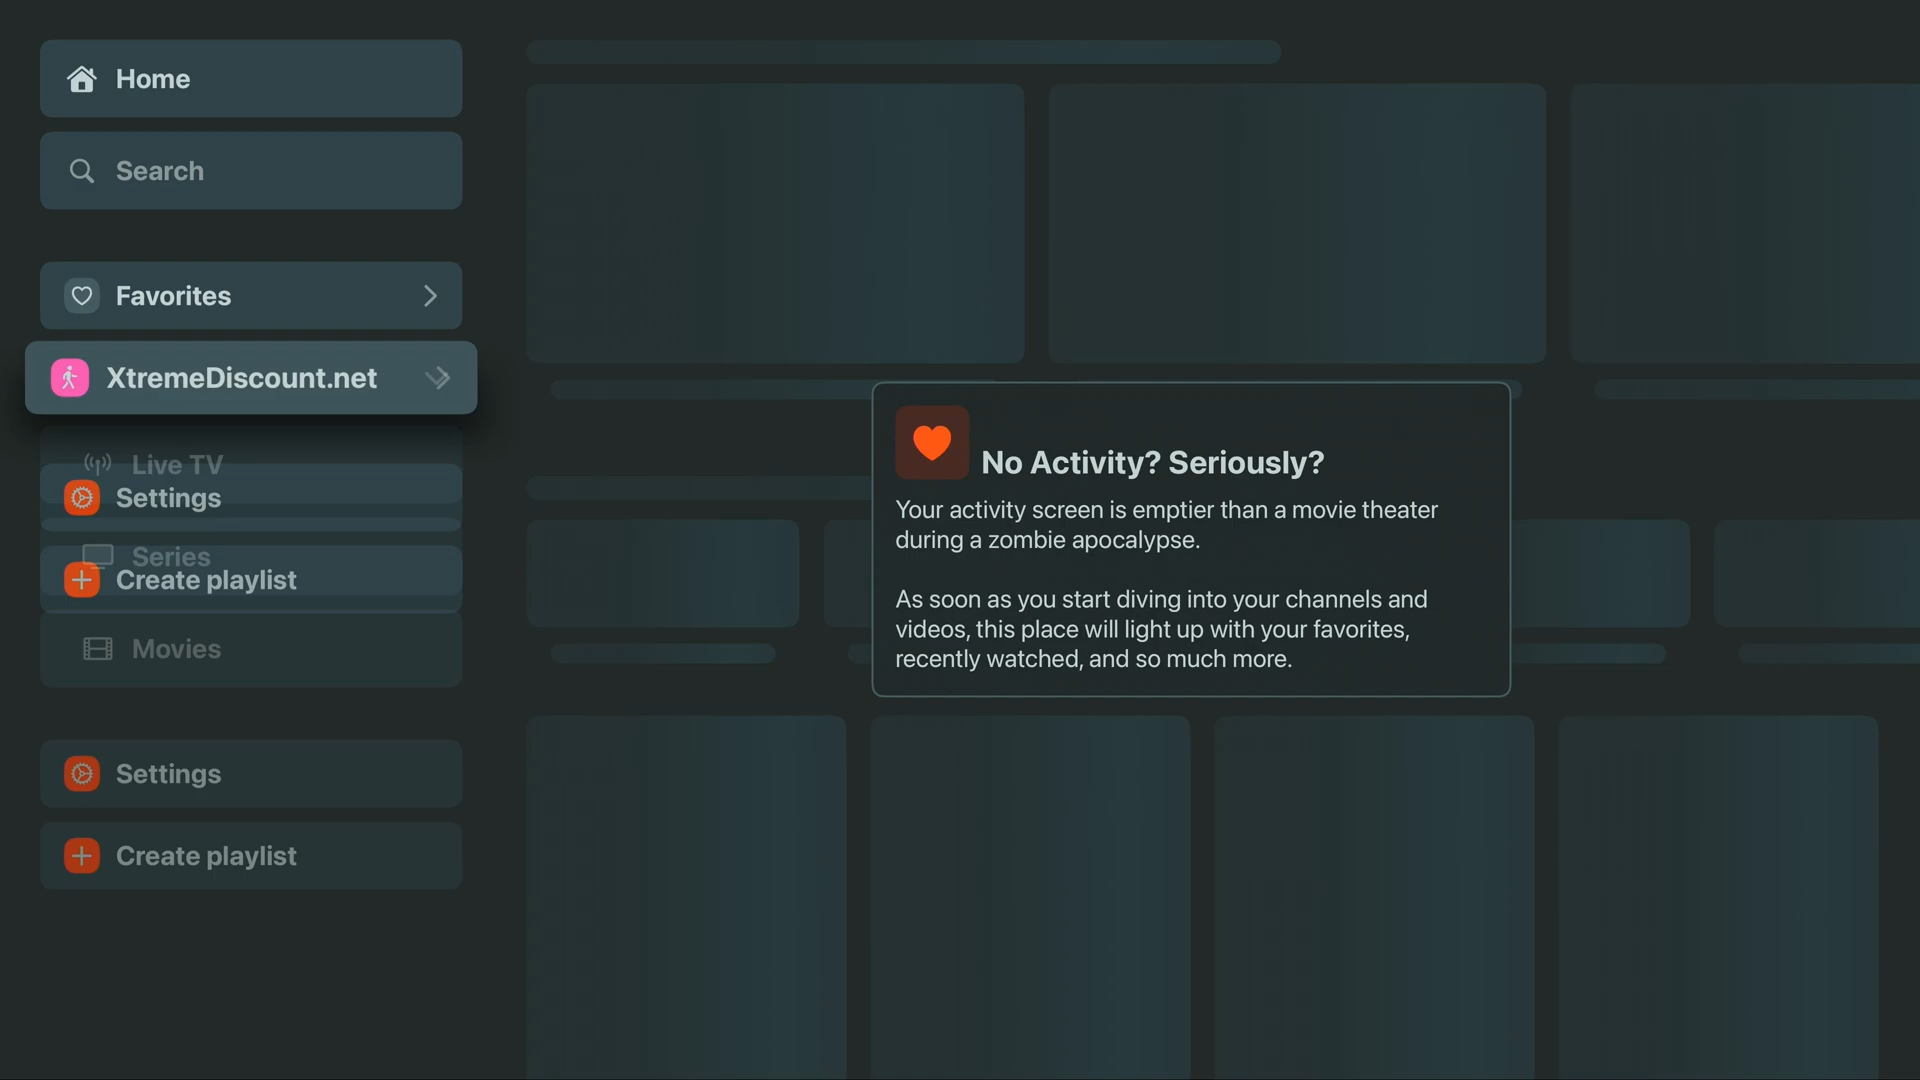 Home
Search
Favorites
XtremeDiscount.net
Live TV
Settings
Series
Create playlist
Movies
Settings
Create playlist
No Activity? Seriously?
Your activity screen is emptier than a movie theater
during a zombie apocalypse.
As soon as you start diving into your channels and
videos, this place will light up with your favorites,
recently watched, and so much more.